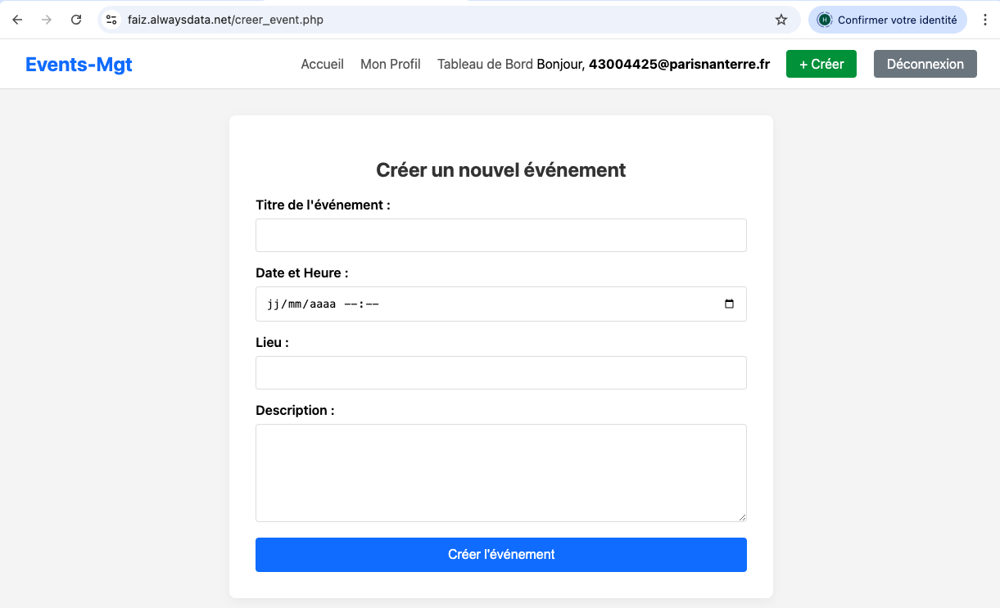 faiz.alwaysdata.net/creer_event.php
H
Confirmer votre identité
Events-Mgt
Accueil
Mon Profil
Tableau de Bord
Bonjour, 43004425@parisnanterre.fr
+ Créer
Déconnexion
Créer un nouvel événement
Titre de l'événement :
Date et Heure :
jj/mm/aaaa --:--
Lieu :
Description :
Créer l'événement